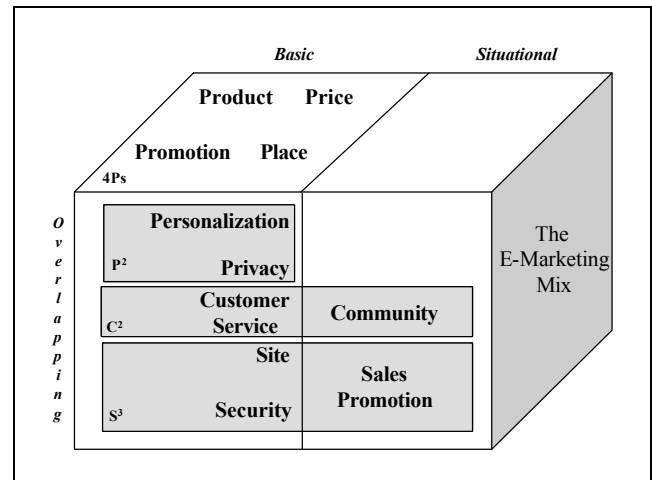 Basic Situational
Product Price
Promotion Place
4Ps
Overlapping
Personalization
P²
Privacy
Customer
Service
C²
Community
Site
Security
S³
Sales
Promotion
The
E-Marketing
Mix